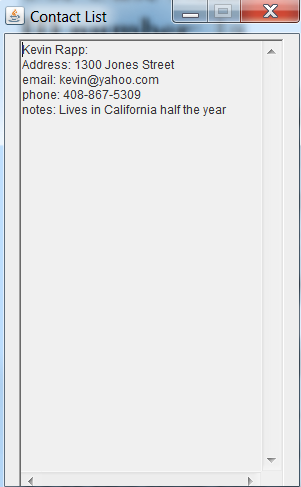 Contact List
Kevin Rapp:
Address: 1300 Jones Street
email: kevin@yahoo.com
phone: 408-867-5309
notes: Lives in California half the year